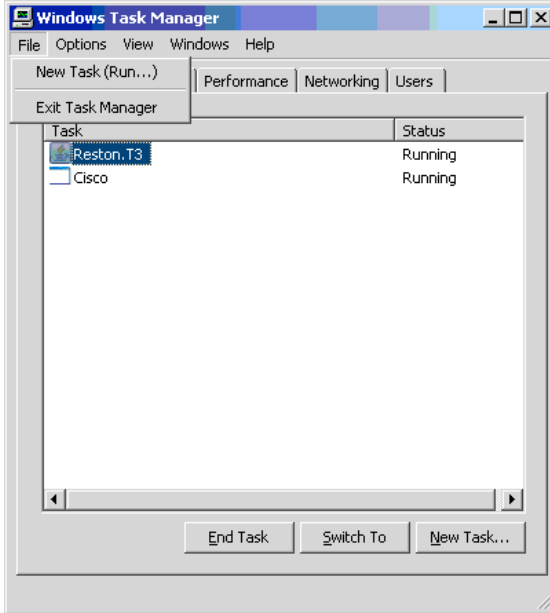 Windows Task Manager
File Options View Windows Help
New Task (Run...)
Exit Task Manager
Performance Networking Users
Task Status
Reston.T3 Running
Cisco Running
End Task Switch To New Task...